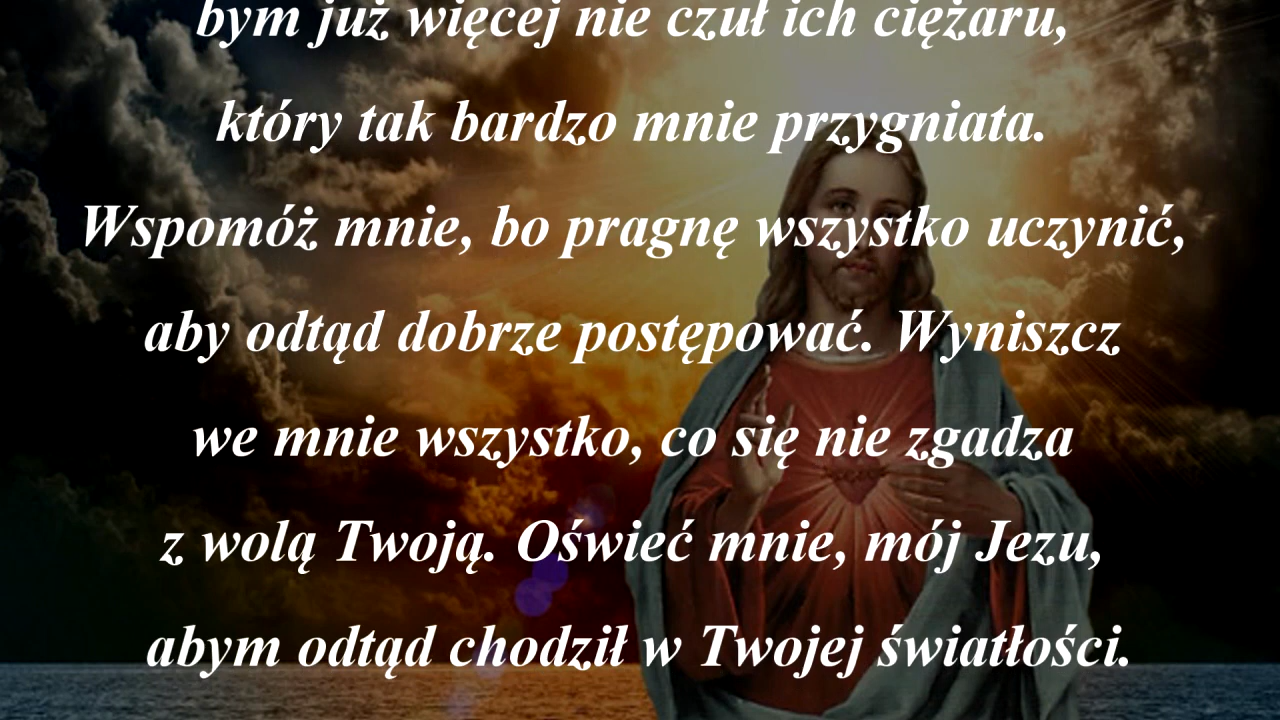 bym już więcej nie czuł ich ciężaru,
który tak bardzo mnie przygniata.
Wspomóż mnie, bo pragnę wszystko uczynić,
aby odtąd dobrze postępować. Wyniszcz
we mnie wszystko, co się nie zgadza
z wolą Twoją. Oświeć mnie, mój Jezu,
abym odtąd chodził w Twojej światłości.